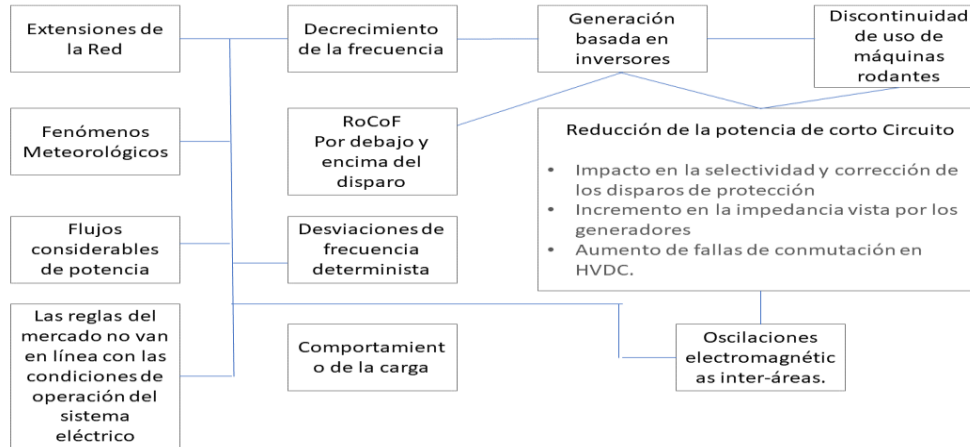 Extensiones de
la Red
Decrecimiento
de la frecuencia
Generación
basada en
inversores
Discontinuidad
de uso de
máquinas
rodantes
Fenómenos
Meteorológicos
RoCoF
Por debajo y
encima del
disparo
Reducción de la potencia de corto Circuito
• Impacto en la selectividad y corrección de
los disparos de protección
• Incremento en la impedancia vista por los
generadores
• Aumento de fallas de conmutación en
HVDC.
Flujos
considerables
de potencia
Desviaciones de
frecuencia
determinista
Las reglas del
mercado no van
en línea con las
condiciones de
operación del
sistema
eléctrico
Comportamient
o de la carga
Oscilaciones
electromagnétic
as inter-áreas.